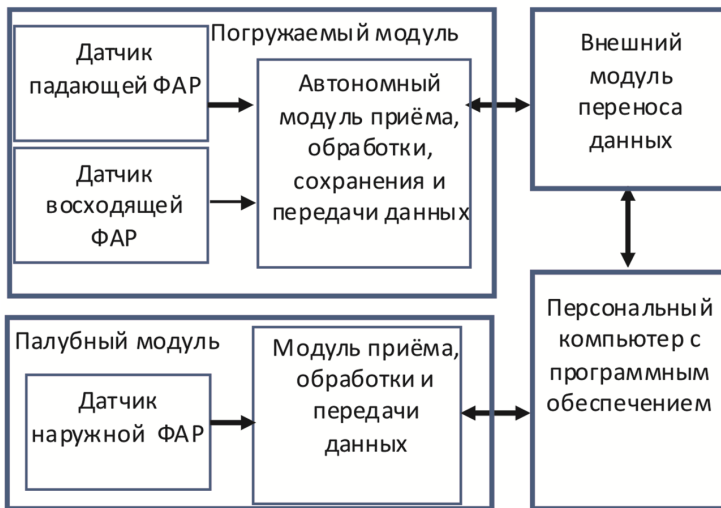 Погружаемый модуль
Датчик
падающей ФАР
Датчик
восходящей
ФАР
Автономный
модуль приёма,
обработки,
сохранения и
передачи данных
Внешний
модуль
переноса
данных
Палубный модуль
Датчик
наружной ФАР
Модуль приёма,
обработки и
передачи
данных
Персональный
компьютер с
программным
обеспечением